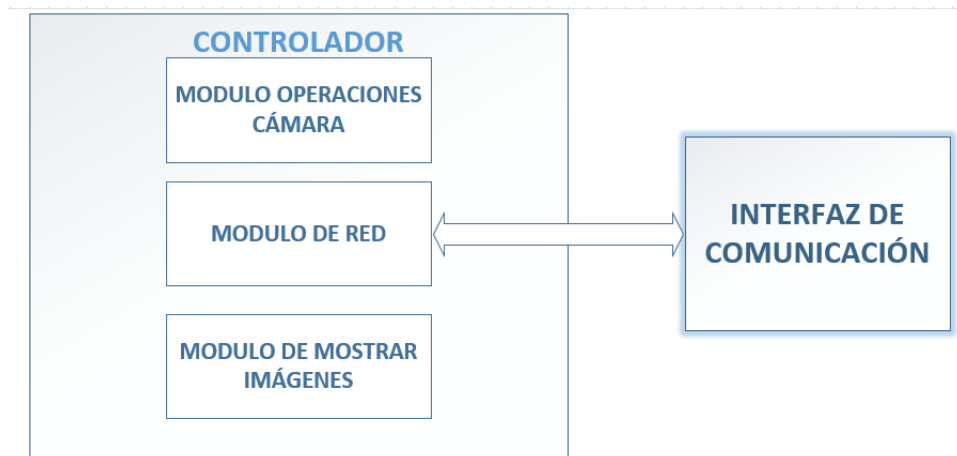 CONTROLADOR
MODULO OPERACIONES
CÁMARA
MODULO DE RED
MODULO DE MOSTRAR
IMÁGENES
INTERFAZ DE
COMUNICACIÓN